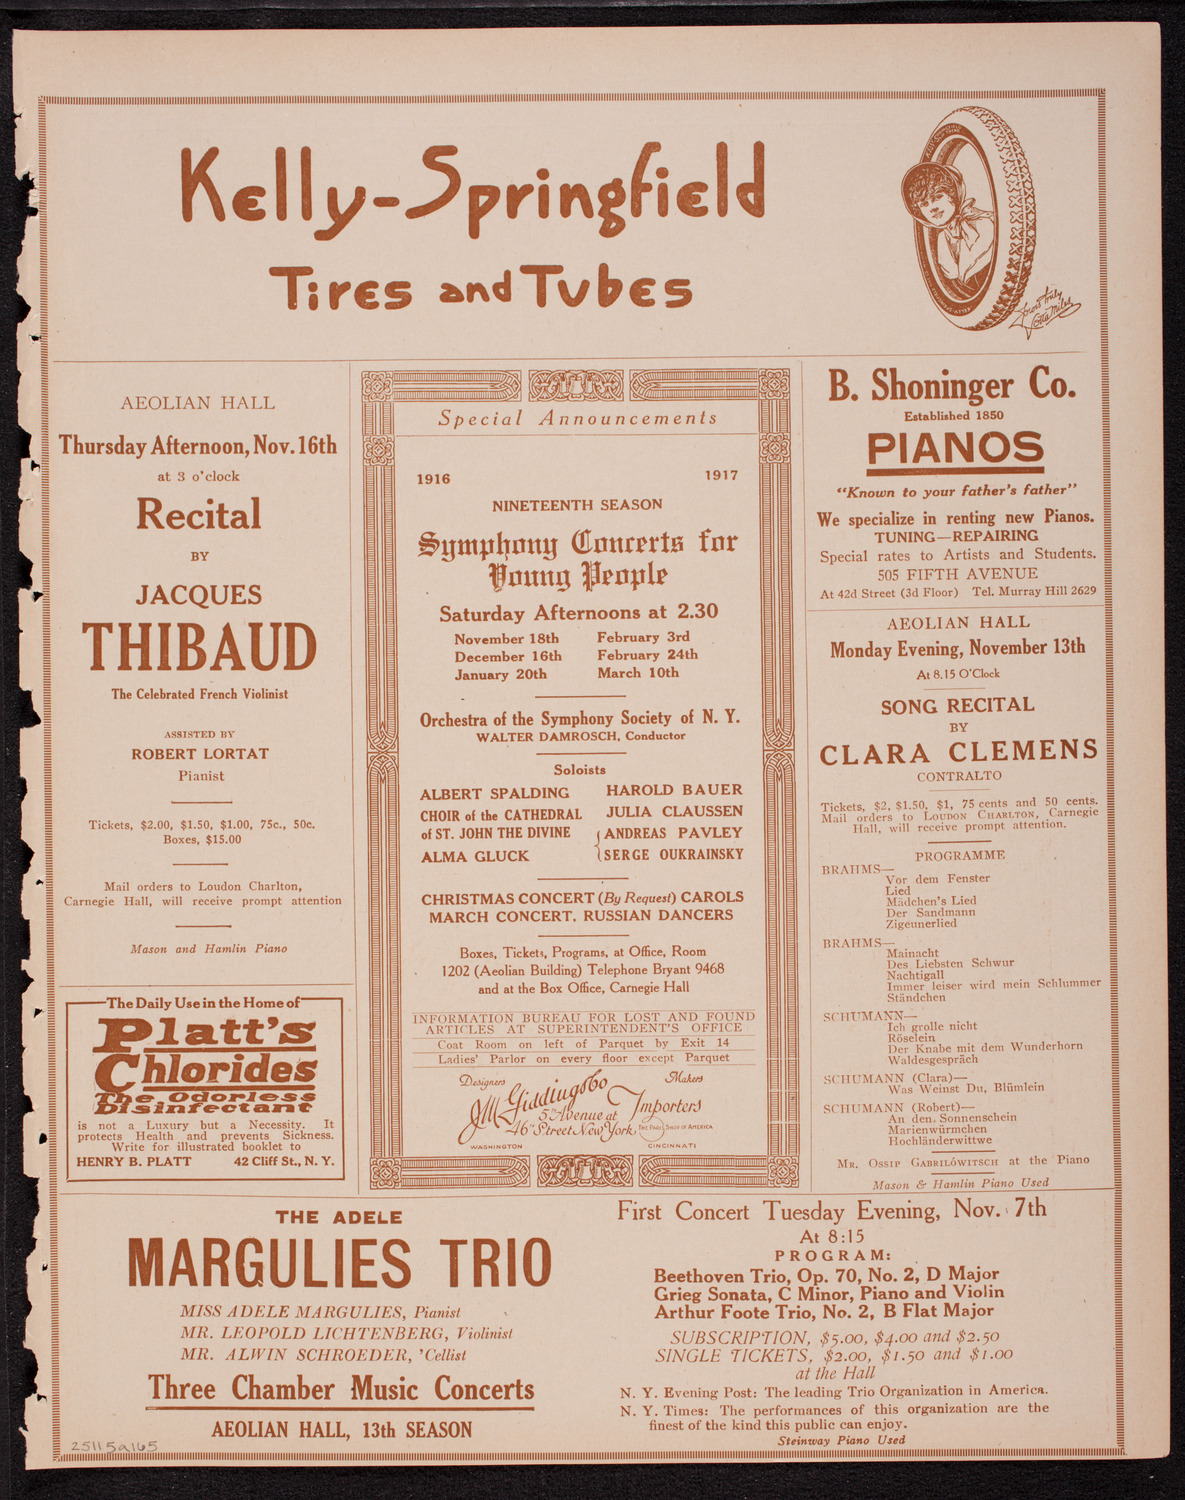 Kelly-Springfield
Tires and Tubes
Yours truly
Lotta Miles
AEOLIAN HALL
Thursday Afternoon, Nov. 16th
at 3 o'clock
Recital
BY
JACQUES
THIBAUD
The Celebrated French Violinist
ASSISTED BY
ROBERT LORTAT
Pianist
Tickets, $2.00, $1.50, $1.00, 75c., 50c.
Boxes, $15.00
Mail orders to Loudon Charlton,
Carnegie Hall, will receive prompt attention
Mason and Hamlin Piano
The Daily Use in the Home of
Platt's
Chlorides
The Odorless
Disinfectant
is not a Luxury but a Necessity. It
protects Health and prevents Sickness.
Write for illustrated booklet to
HENRY B. PLATT 42 Cliff St., N. Y.
Special Announcements
1916 1917
NINETEENTH SEASON
Symphony Concerts for
Young People
Saturday Afternoons at 2.30
November 18th February 3rd
December 16th February 24th
January 20th March 10th
Orchestra of the Symphony Society of N. Y.
WALTER DAMROSCH, Conductor
Soloists
ALBERT SPALDING HAROLD BAUER
CHOIR of the CATHEDRAL JULIA CLAUSSEN
of ST. JOHN THE DIVINE ANDREAS PAVLEY
ALMA GLUCK SERGE OUKRAINSKY
CHRISTMAS CONCERT (By Request) CAROLS
MARCH CONCERT, RUSSIAN DANCERS
Boxes, Tickets, Programs, at Office, Room
1202 (Aeolian Building) Telephone Bryant 9468
and at the Box Office, Carnegie Hall
INFORMATION BUREAU FOR LOST AND FOUND
ARTICLES AT SUPERINTENDENT'S OFFICE
Coat Room on left of Parquet by Exit 14
Ladies' Parlor on every floor except Parquet
Designers Makers
J.M. Gidding & Co
Importers
5th Avenue at
46th Street New York
THE PARIS SHOP OF AMERICA
WASHINGTON CINCINNATI
B. Shoninger Co.
Established 1850
PIANOS
"Known to your father's father"
We specialize in renting new Pianos.
TUNING—REPAIRING
Special rates to Artists and Students.
505 FIFTH AVENUE
At 42d Street (3d Floor) Tel. Murray Hill 2629
AEOLIAN HALL
Monday Evening, November 13th
At 8.15 O'Clock
SONG RECITAL
BY
CLARA CLEMENS
CONTRALTO
Tickets, $2, $1.50, $1, 75 cents and 50 cents.
Mail orders to LOUDON CHARLTON, Carnegie
Hall, will receive prompt attention.
PROGRAMME
BRAHMS—
Vor dem Fenster
Lied
Mädchen's Lied
Der Sandmann
Zigeunerlied
BRAHMS—
Mainacht
Des Liebsten Schwur
Nachtigall
Immer leiser wird mein Schlummer
Ständchen
SCHUMANN—
Ich grolle nicht
Röselein
Der Knabe mit dem Wunderhorn
Waldesgespräch
SCHUMANN (Clara)—
Was Weinst Du, Blümlein
SCHUMANN (Robert)—
An den Sonnenschein
Marienwürmchen
Hochländerwittwe
MR. OSSIP GABRILÓWITSCH at the Piano
Mason & Hamlin Piano Used
THE ADELE
MARGULIES TRIO
MISS ADELE MARGULIES, Pianist
MR. LEOPOLD LICHTENBERG, Violinist
MR. ALWIN SCHROEDER, 'Cellist
Three Chamber Music Concerts
AEOLIAN HALL, 13th SEASON
First Concert Tuesday Evening, Nov. 7th
At 8:15
PROGRAM:
Beethoven Trio, Op. 70, No. 2, D Major
Grieg Sonata, C Minor, Piano and Violin
Arthur Foote Trio, No. 2, B Flat Major
SUBSCRIPTION, $5.00, $4.00 and $2.50
SINGLE TICKETS, $2.00, $1.50 and $1.00
at the Hall
N. Y. Evening Post: The leading Trio Organization in America.
N. Y. Times: The performances of this organization are the
finest of the kind this public can enjoy.
Steinway Piano Used
25115a165